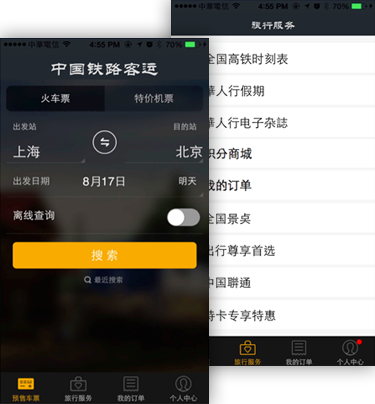 中華電信 4:55 PM 70%
中国铁路客运
火车票 特价机票
出发站 目的站
上海 北京
出发日期 8月17日 明天
离线查询
搜索
最近搜索
预售车票 旅行服务 我的订单 个人中心
中華電信 4:55 PM 70%
旅行服务
全国高铁时刻表
华人行假期
华人行电子杂誌
积分商城
我的订单
全国景桌
出行尊享首选
中国聯通
持卡专享特惠
旅行服务 我的订单 个人中心